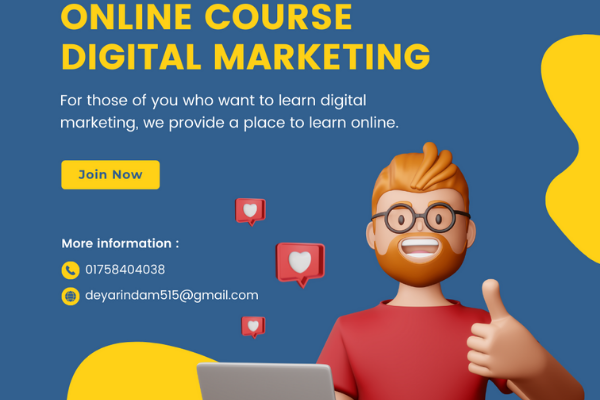 ONLINE COURSE
DIGITAL MARKETING
For those of you who want to learn digital
marketing, we provide a place to learn online.
Join Now
More information :
01758404038
deyarindam515@gmail.com